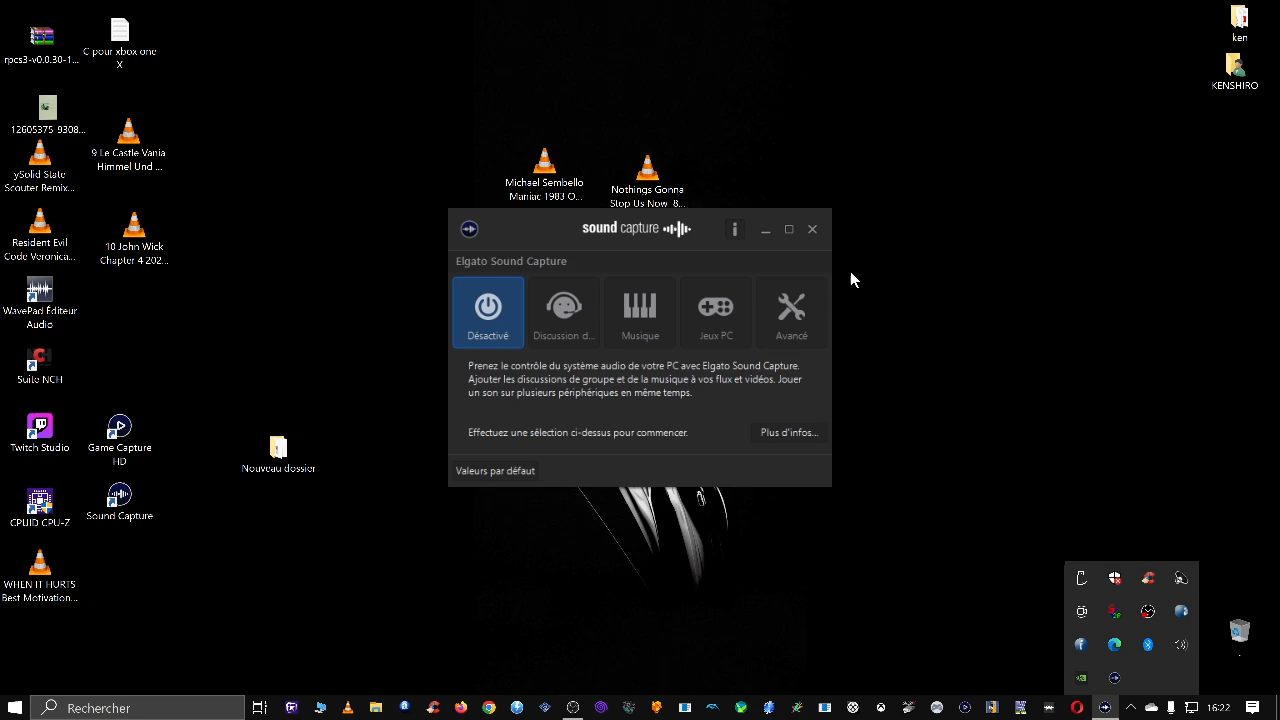 rpcs3-v0.0.30-1...
C pour xbox one
X
12605375_9308...
ySolid State
Scouter Remix...
9 Le Castle Vania
Himmel Und ...
Resident Evil
Code Veronica...
10 John Wick
Chapter 4 202...
WavePad Éditeur
Audio
Suite NCH
Twitch Studio
Game Capture
HD
CPUID CPU-Z
Sound Capture
WHEN IT HURTS
Best Motivation...
Nouveau dossier
Michael Sembello
Maniac 1983 O...
Nothings Gonna
Stop Us Now_8...
ken
KENSHIRO
sound capture
Elgato Sound Capture
Désactivé
Discussion d...
Musique
Jeux PC
Avancé
Prenez le contrôle du système audio de votre PC avec Elgato Sound Capture.
Ajouter les discussions de groupe et de la musique à vos flux et vidéos. Jouer
un son sur plusieurs périphériques en même temps.
Effectuez une sélection ci-dessus pour commencer.
Plus d'infos...
Valeurs par défaut
Rechercher
16:22